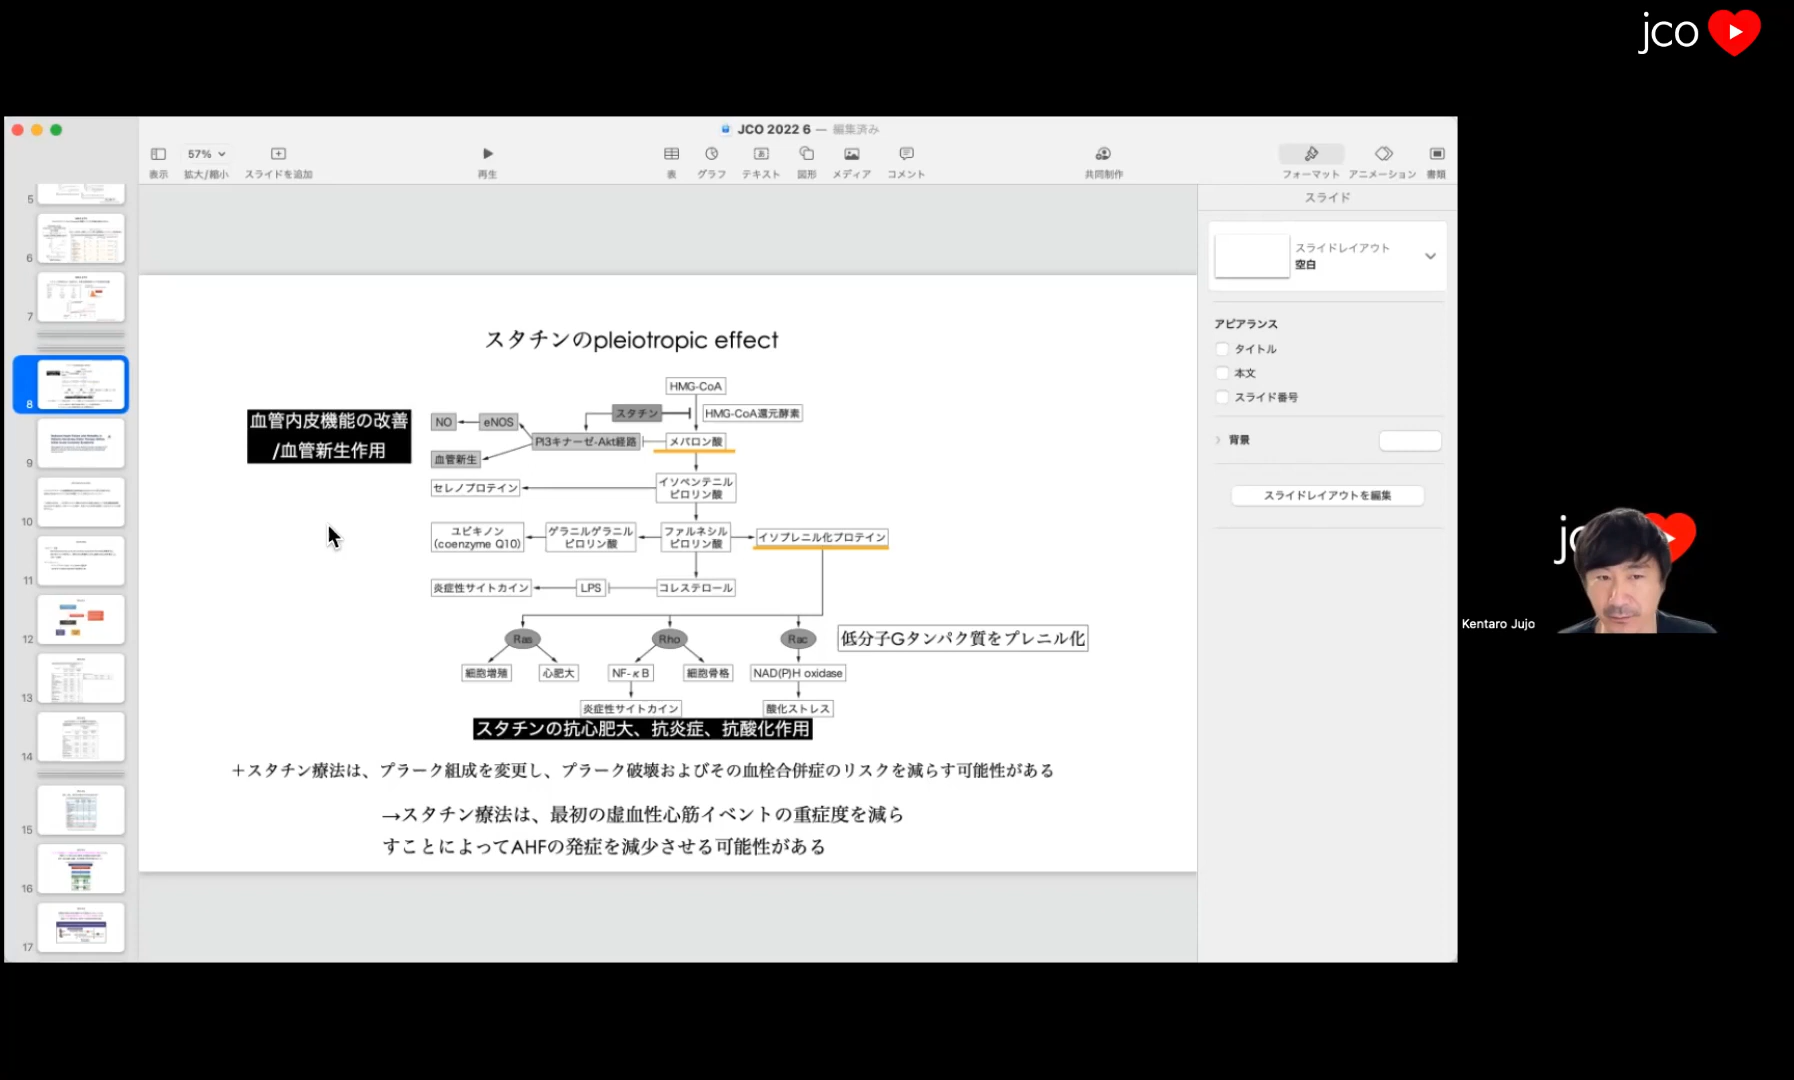 jco
JCO 2022 6 — 編集済み
57%
表示
拡大/縮小
スライドを追加
再生
表
グラフ
テキスト
図形
メディア
コメント
共同制作
フォーマット
アニメーション
書類
5
6
7
8
9
10
11
12
13
14
15
16
17
スタチンのpleiotropic effect
HMG-CoA
スタチン
HMG-CoA還元酵素
血管内皮機能の改善
/血管新生作用
NO
eNOS
PI3キナーゼ-Akt経路
メバロン酸
血管新生
セレノプロテイン
イソペンテニル
ピロリン酸
ユビキノン
(coenzyme Q10)
ゲラニルゲラニル
ピロリン酸
ファルネシル
ピロリン酸
イソプレニル化プロテイン
炎症性サイトカイン
LPS
コレステロール
Ras
Rho
Rac
低分子Gタンパク質をプレニル化
細胞増殖
心肥大
NF-κB
細胞骨格
NAD(P)H oxidase
炎症性サイトカイン
酸化ストレス
スタチンの抗心肥大、抗炎症、抗酸化作用
+スタチン療法は、プラーク組成を変更し、プラーク破壊およびその血栓合併症のリスクを減らす可能性がある
→スタチン療法は、最初の虚血性心筋イベントの重症度を減ら
すことによってAHFの発症を減少させる可能性がある
スライド
スライドレイアウト
空白
アピアランス
タイトル
本文
スライド番号
背景
スライドレイアウトを編集
Kentaro Jujo